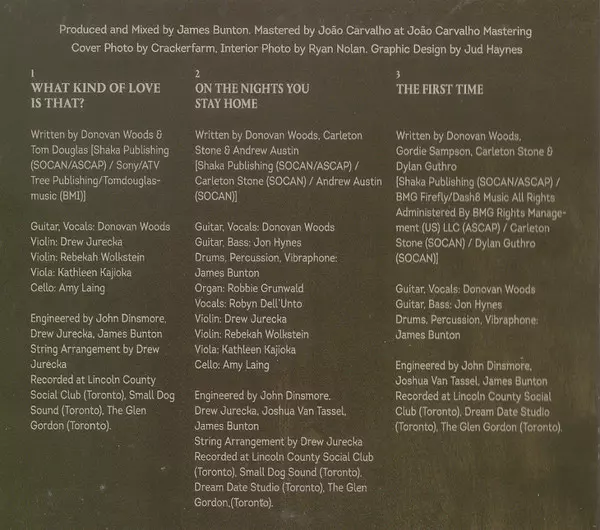 Produced and Mixed by James Bunton. Mastered by João Carvalho at João Carvalho Mastering
Cover Photo by Crackerfarm, Interior Photo by Ryan Nolan. Graphic Design by Jud Haynes
1
WHAT KIND OF LOVE
IS THAT?
Written by Donovan Woods &
Tom Douglas [Shaka Publishing
(SOCAN/ASCAP) / Sony/ATV
Tree Publishing/Tomdouglas-
music (BMI)]
Guitar, Vocals: Donovan Woods
Violin: Drew Jurecka
Violin: Rebekah Wolkstein
Viola: Kathleen Kajioka
Cello: Amy Laing
Engineered by John Dinsmore,
Drew Jurecka, James Bunton
String Arrangement by Drew
Jurecka
Recorded at Lincoln County
Social Club (Toronto), Small Dog
Sound (Toronto), The Glen
Gordon (Toronto).
2
ON THE NIGHTS YOU
STAY HOME
Written by Donovan Woods, Carleton
Stone & Andrew Austin
[Shaka Publishing (SOCAN/ASCAP) /
Carleton Stone (SOCAN) / Andrew Austin
(SOCAN)]
Guitar, Vocals: Donovan Woods
Guitar, Bass: Jon Hynes
Drums, Percussion, Vibraphone:
James Bunton
Organ: Robbie Grunwald
Vocals: Robyn Dell'Unto
Violin: Drew Jurecka
Violin: Rebekah Wolkstein
Viola: Kathleen Kajioka
Cello: Amy Laing
Engineered by John Dinsmore,
Drew Jurecka, Joshua Van Tassel,
James Bunton
String Arrangement by Drew Jurecka
Recorded at Lincoln County Social Club
(Toronto), Small Dog Sound (Toronto),
Dream Date Studio (Toronto), The Glen
Gordon,(Toronto).
3
THE FIRST TIME
Written by Donovan Woods,
Gordie Sampson, Carleton Stone &
Dylan Guthro
[Shaka Publishing (SOCAN/ASCAP) /
BMG Firefly/Dash8 Music All Rights
Administered By BMG Rights Manage-
ment (US) LLC (ASCAP) / Carleton
Stone (SOCAN) / Dylan Guthro
(SOCAN)]
Guitar, Vocals: Donovan Woods
Guitar, Bass: Jon Hynes
Drums, Percussion, Vibraphone:
James Bunton
Engineered by John Dinsmore,
Joshua Van Tassel, James Bunton
Recorded at Lincoln County Social
Club (Toronto), Dream Date Studio
(Toronto), The Glen Gordon (Toronto).